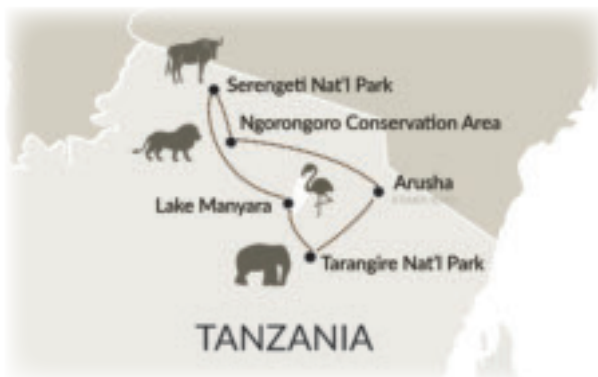 Serengeti Nat'l Park
Ngorongoro Conservation Area
Arusha
Lake Manyara
Tarangire Nat'l Park
TANZANIA